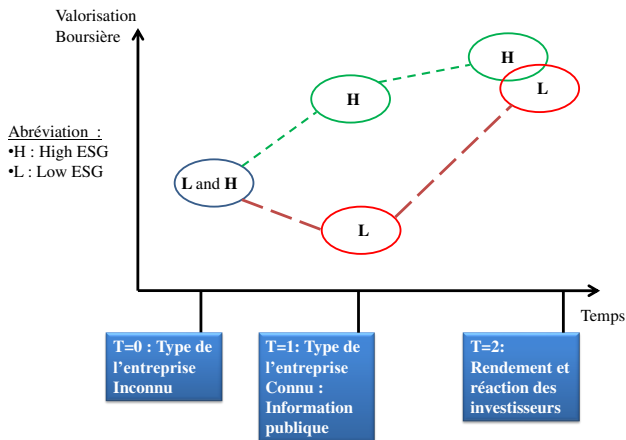 Valorisation
Boursière
H
H
L
Abréviation :
•H : High ESG
•L : Low ESG
L and H
L
Temps
T=0 : Type de
l’entreprise
Inconnu
T=1: Type de
l’entreprise
Connu :
Information
publique
T=2:
Rendement et
réaction des
investisseurs